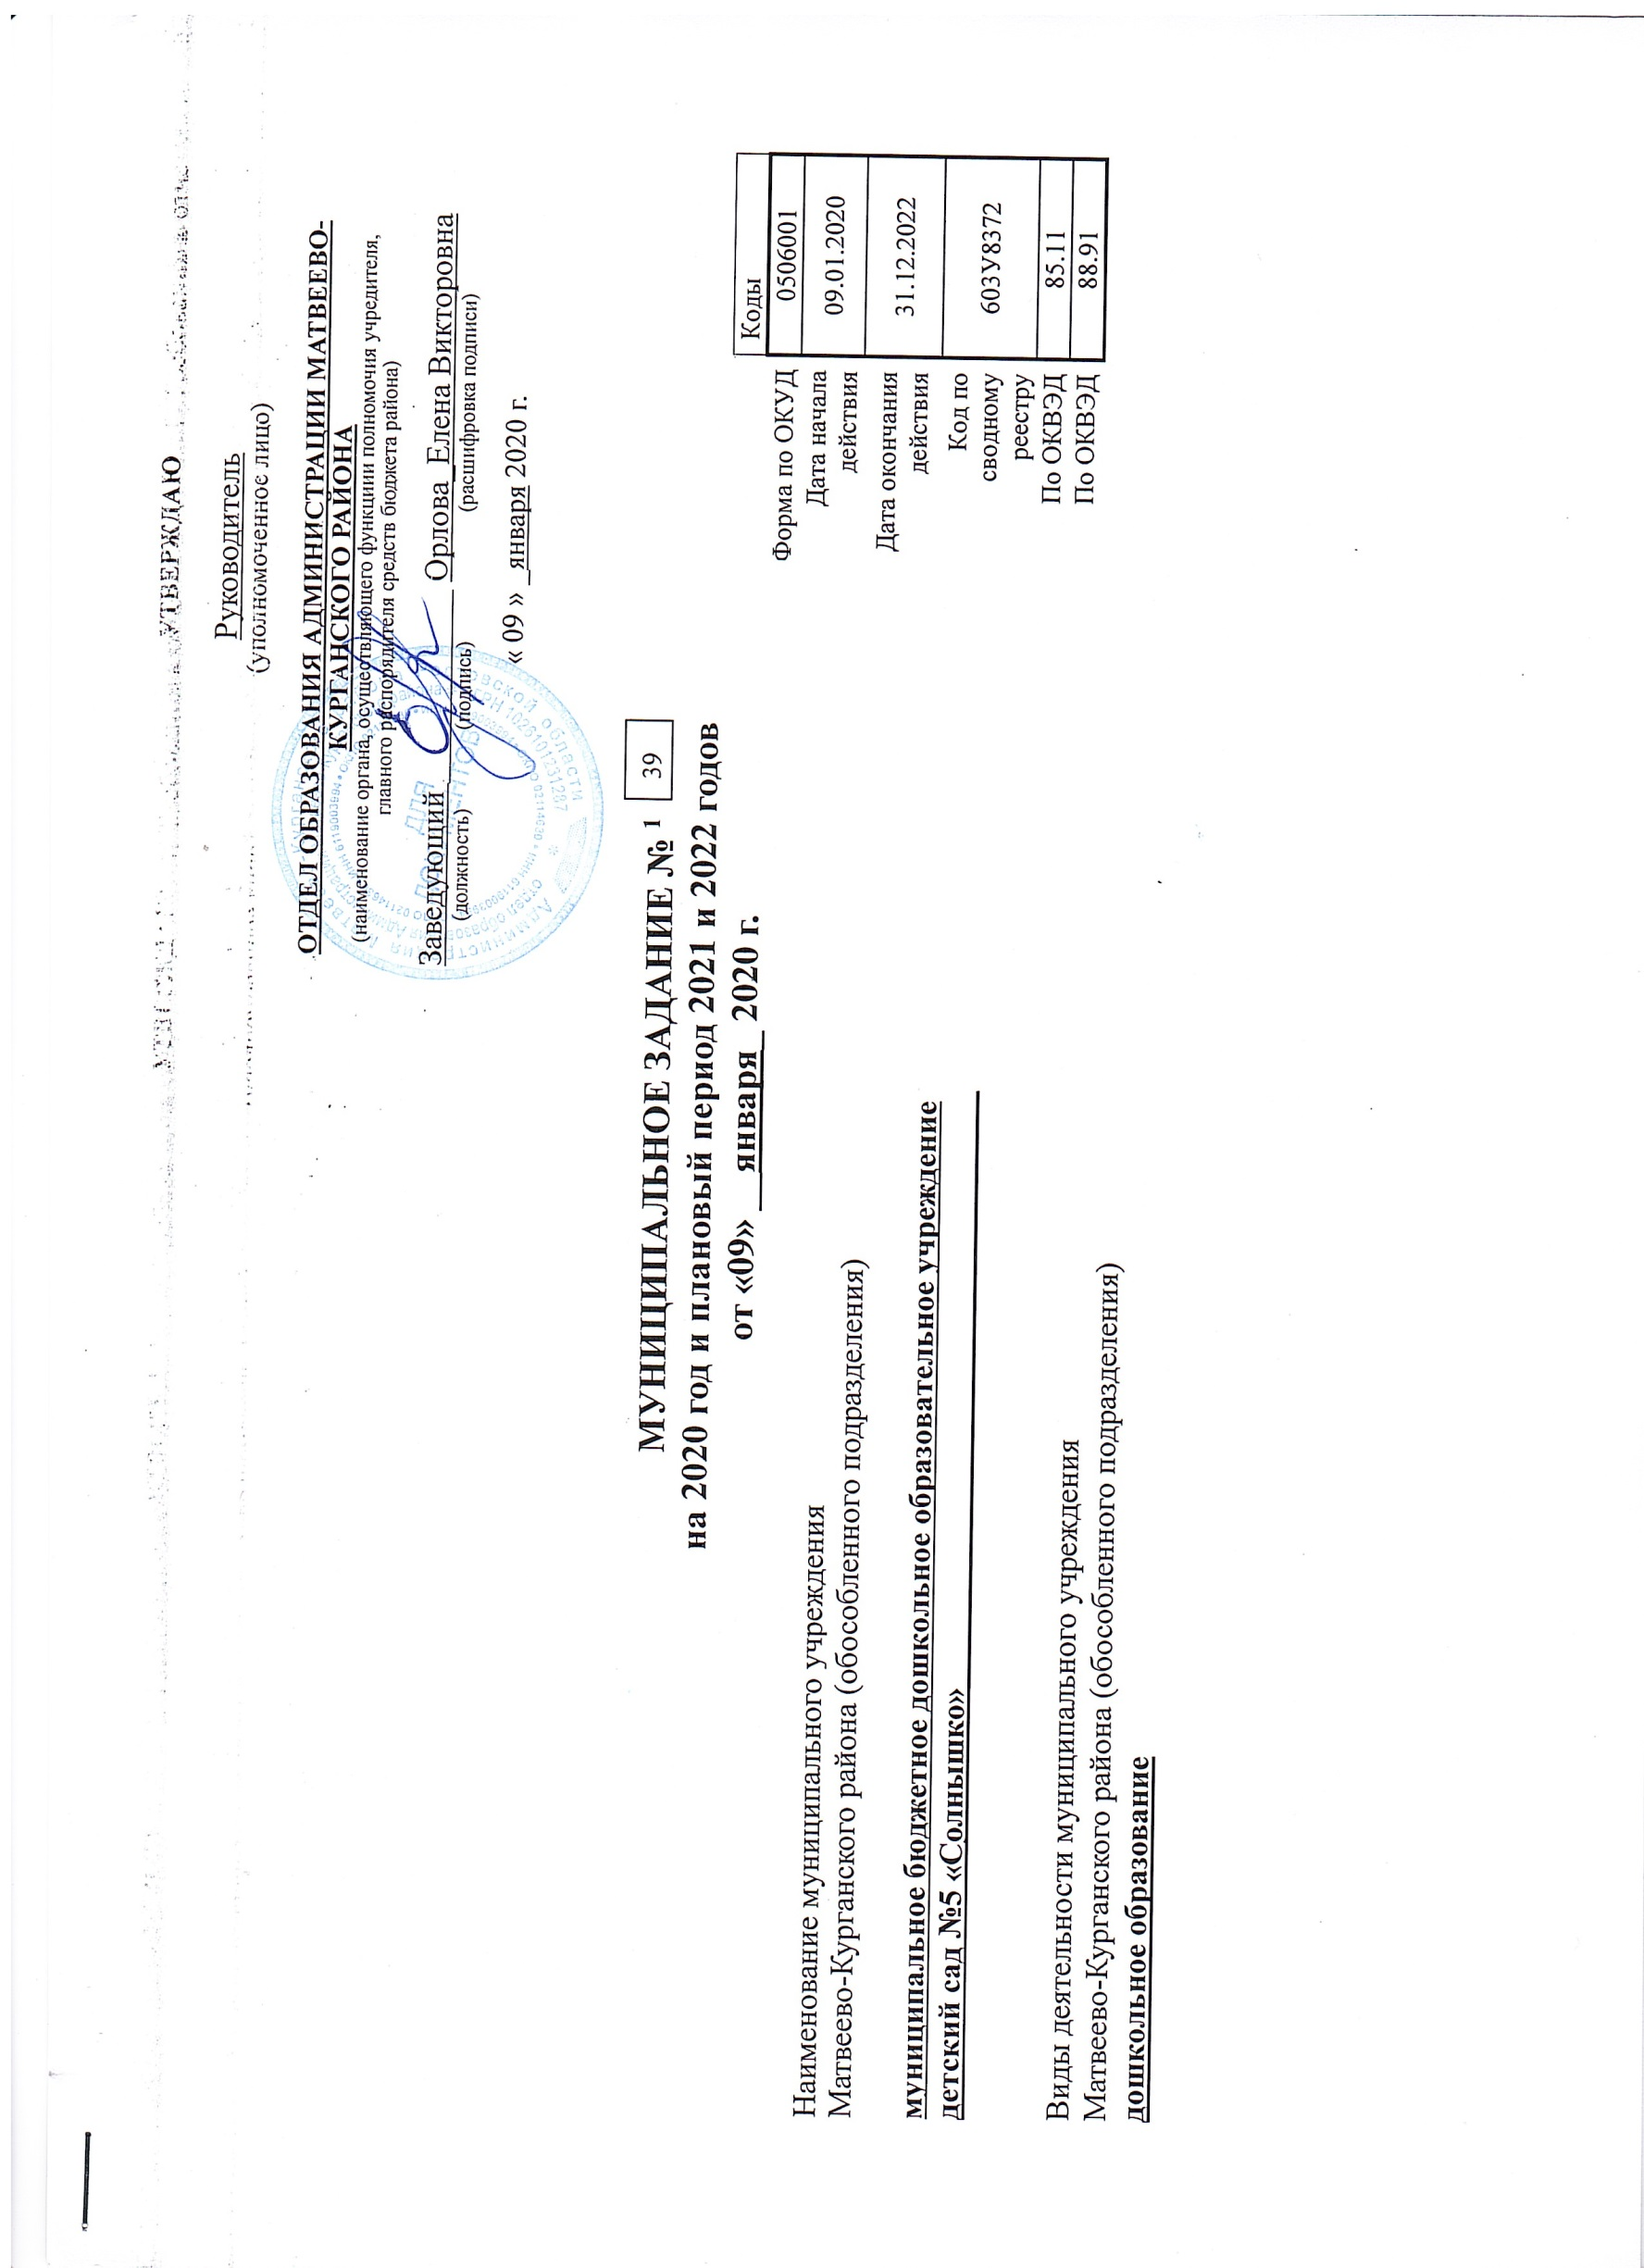 УТВЕРЖДАЮ
Руководитель
(уполномоченное лицо)
ОТДЕЛ ОБРАЗОВАНИЯ АДМИНИСТРАЦИИ МАТВЕЕВО-
КУРГАНСКОГО РАЙОНА
(наименование органа, осуществляющего функциии полномочия учредителя,
главного распорядителя средств бюджета района)
Заведующий Орлова Елена Викторовна
(должность) (подпись) (расшифровка подписи)
« 09 » января 2020 г.
ДЛЯ
МУНИЦИПАЛЬНОЕ ЗАДАНИЕ № 1 39
на 2020 год и плановый период 2021 и 2022 годов
от «09» января 2020 г.
Коды
Форма по ОКУД 0506001
Дата начала
действия 09.01.2020
Дата окончания
действия 31.12.2022
Код по
сводному
реестру 603У8372
По ОКВЭД 85.11
По ОКВЭД 88.91
Наименование муниципального учреждения
Матвеево-Курганского района (обособленного подразделения)
муниципальное бюджетное дошкольное образовательное учреждение
детский сад №5 «Солнышко»
Виды деятельности муниципального учреждения
Матвеево-Курганского района (обособленного подразделения)
дошкольное образование